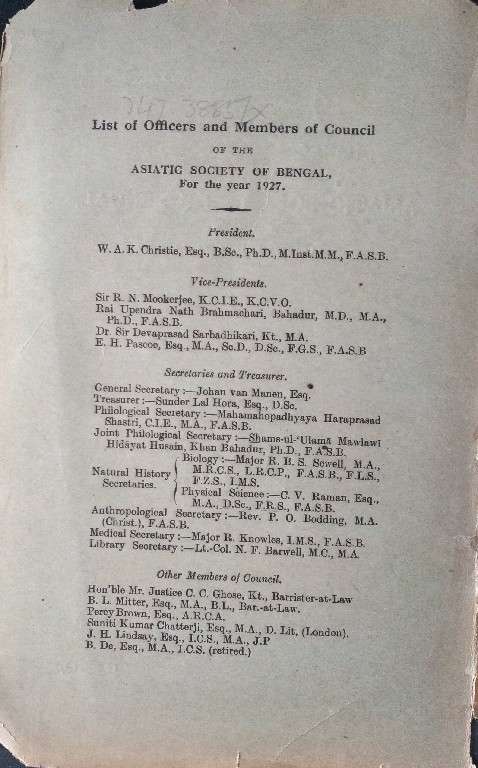 List of Officers and Members of Council
OF THE
ASIATIC SOCIETY OF BENGAL,
For the year 1927.
President.
W. A. K. Christie, Esq., B.Sc., Ph.D., M.Inst.M.M., F.A.S.B.
Vice-Presidents.
Sir R. N. Mookerjee, K.C.I.E., K.C.V.O.
Rai Upendra Nath Brahmachari, Bahadur, M.D., M.A.,
Ph.D., F.A.S.B.
Dr. Sir Devaprasad Sarbadhikari, Kt., M.A.
E. H. Pascoe, Esq., M.A., Sc.D., D.Sc., F.G.S., F.A.S.B
Secretaries and Treasurer.
General Secretary :—Johan van Manen, Esq.
Treasurer :—Sunder Lal Hora, Esq., D.Sc.
Philological Secretary :—Mahamahopadhyaya Haraprasad
Shastri, C.I.E., M.A., F.A.S.B.
Joint Philological Secretary :—Shams-ul-‘Ulamā Mawlawī
Hidāyat Husain, Khan Bahadur, Ph.D., F.A.S.B.
Natural History Secretaries.
Biology :—Major R. B. S. Sewell, M.A.,
M.R.C.S., L.R.C.P., F.A.S.B., F.L.S.,
F.Z.S., I.M.S.
Physical Science :—C. V. Raman, Esq.,
M.A., D.Sc., F.R.S., F.A.S.B.
Anthropological Secretary :—Rev. P. O. Bodding, M.A.
(Christ.), F.A.S.B.
Medical Secretary :—Major R. Knowles, I.M.S., F.A.S.B.
Library Secretary :—Lt.-Col. N. F. Barwell, M.C., M.A.
Other Members of Council.
Hon'ble Mr. Justice C. C. Ghose, Kt., Barrister-at-Law
B. L. Mitter, Esq., M.A., B.L., Bar.-at-Law.
Percy Brown, Esq., A.R.C.A.
Suniti Kumar Chatterji, Esq., M.A., D. Lit. (London).
J. H. Lindsay, Esq., I.C.S., M.A., J.P
B. De, Esq., M.A., I.C.S. (retired.)